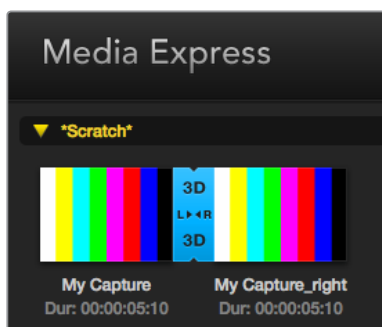 Media Express
*Scratch*
3D
L R
3D
My Capture
My Capture_right
Dur: 00:00:05:10
Dur: 00:00:05:10